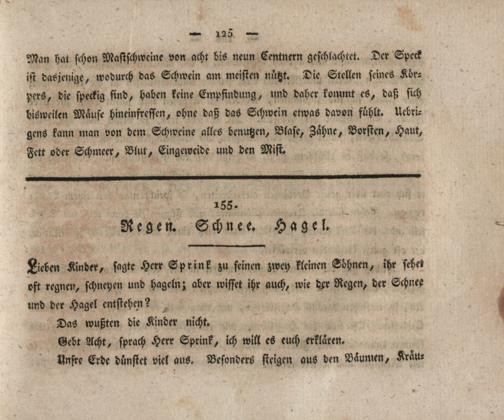 — 125 —
Man hat schon Mastschweine von acht bis neun Centnern geschlachtet. Der Speck
ist dasjenige, wodurch das Schwein am meisten nützt. Die Stellen seines Kör-
pers, die speckig sind, haben keine Empfindung, und daher kommt es, daß sich
bisweilen Mäuse hineinfressen, ohne daß das Schwein etwas davon fühlt. Uebri-
gens kann man von dem Schweine alles benutzen, Blase, Zähne, Borsten, Haut,
Fett oder Schmeer, Blut, Eingeweide und den Mist.
155.
Regen. Schnee. Hagel.
Lieben Kinder, sagte Herr Sprink zu seinen zwey kleinen Söhnen, ihr sehet
oft regnen, schneyen und hageln; aber wisset ihr auch, wie der Regen, der Schnee
und der Hagel entstehen?
Das wußten die Kinder nicht.
Gebt Acht, sprach Herr Sprink, ich will es euch erklären.
Unsre Erde dünstet viel aus. Besonders steigen aus den Bäumen, Kräu-